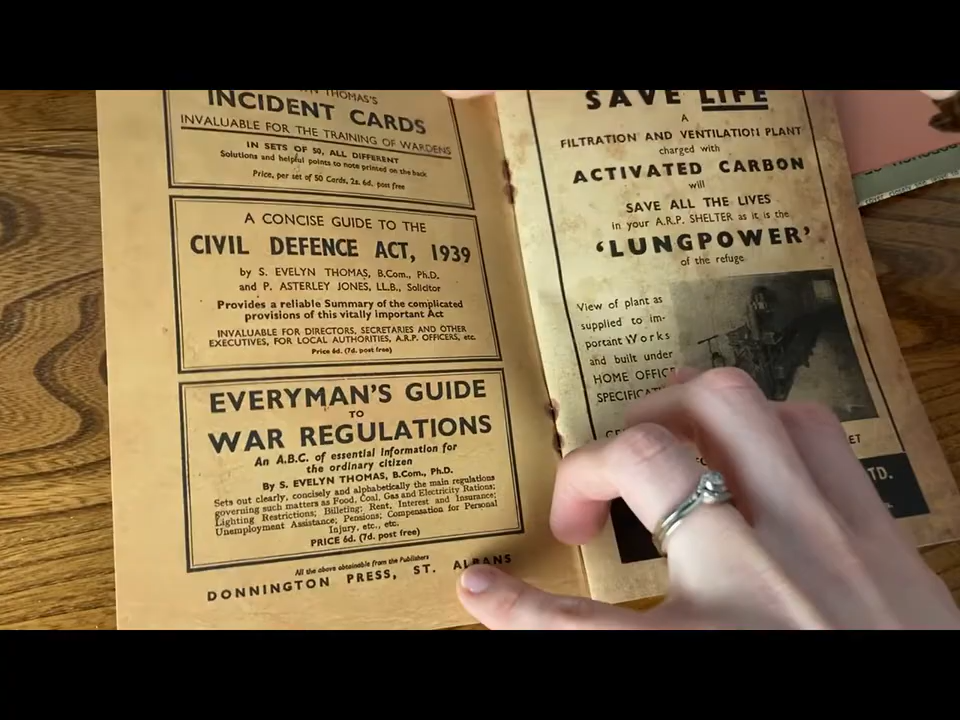 THOMAS'S
INCIDENT CARDS
INVALUABLE FOR THE TRAINING OF WARDENS
IN SETS OF 50, ALL DIFFERENT
Solutions and helpful points to note printed on the back
Price, per set of 50 Cards, 2s. 6d. post free
A CONCISE GUIDE TO THE
CIVIL DEFENCE ACT, 1939
by S. EVELYN THOMAS, B.Com., Ph.D.
and P. ASTERLEY JONES, LL.B., Solicitor
Provides a reliable Summary of the complicated
provisions of this vitally important Act
INVALUABLE FOR DIRECTORS, SECRETARIES AND OTHER
EXECUTIVES, FOR LOCAL AUTHORITIES, A.R.P. OFFICERS, etc.
Price 6d. (7d. post free)
EVERYMAN'S GUIDE
TO
WAR REGULATIONS
An A.B.C. of essential Information for
the ordinary citizen
By S. EVELYN THOMAS, B.Com., Ph.D.
Sets out clearly, concisely and alphabetically the main regulations
governing such matters as Food, Coal, Gas and Electricity Rations;
Lighting Restrictions; Billeting; Rent, Interest and Insurance;
Unemployment Assistance; Pensions; Compensation for Personal
Injury, etc., etc.
PRICE 6d. (7d. post free)
All the above obtainable from the Publishers
DONNINGTON PRESS, ST. ALBANS
SAVE LIFE
A
FILTRATION AND VENTILATION PLANT
charged with
ACTIVATED CARBON
will
SAVE ALL THE LIVES
in your A.R.P. SHELTER as it is the
'LUNGPOWER'
of the refuge
View of plant as
supplied to im-
portant Works
and built under
HOME OFFICE
TD.